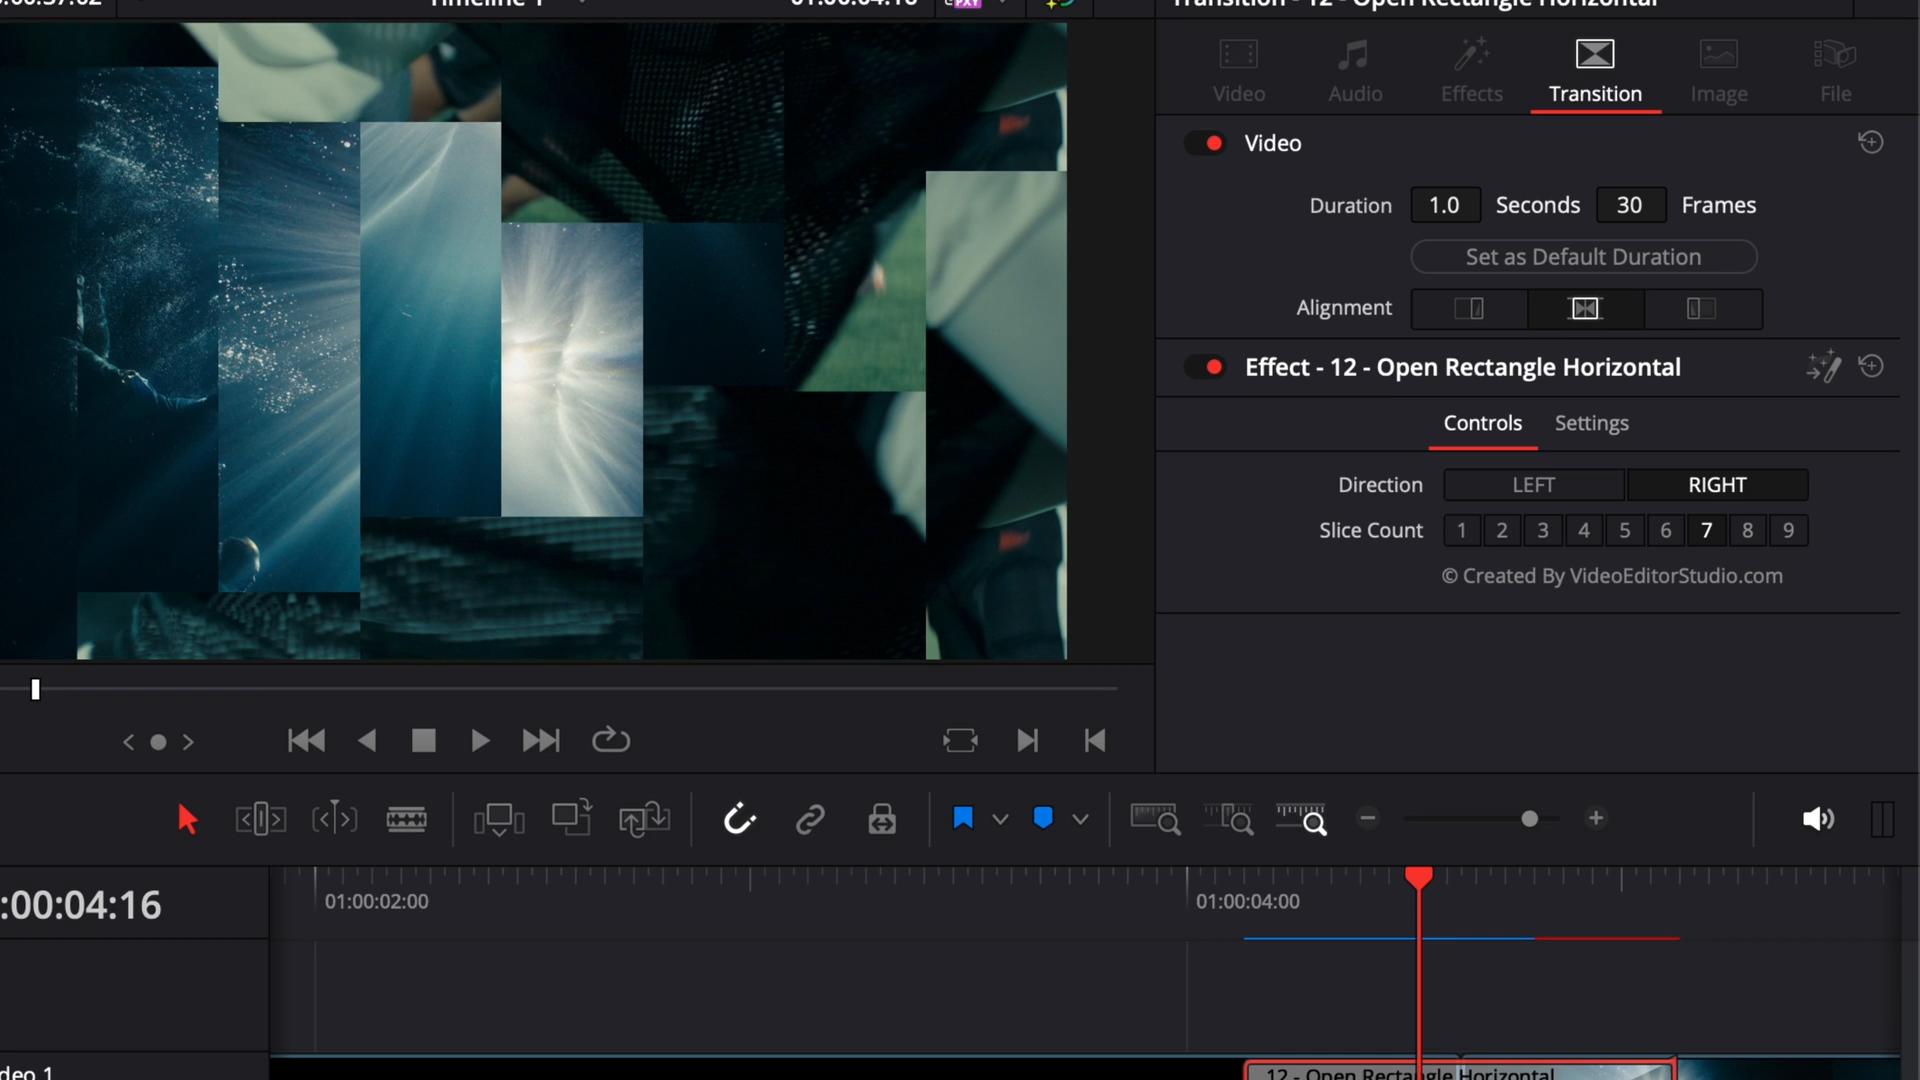 Timeline 1
01:00:04:16
PXY
Transition - 12 - Open Rectangle Horizontal
Video
Audio
Effects
Transition
Image
File
Video
Duration 1.0 Seconds 30 Frames
Set as Default Duration
Alignment
Effect - 12 - Open Rectangle Horizontal
Controls Settings
Direction LEFT RIGHT
Slice Count 1 2 3 4 5 6 7 8 9
© Created By VideoEditorStudio.com
:00:04:16
01:00:02:00
01:00:04:00
deo 1
12 - Open Rectangle Horizontal